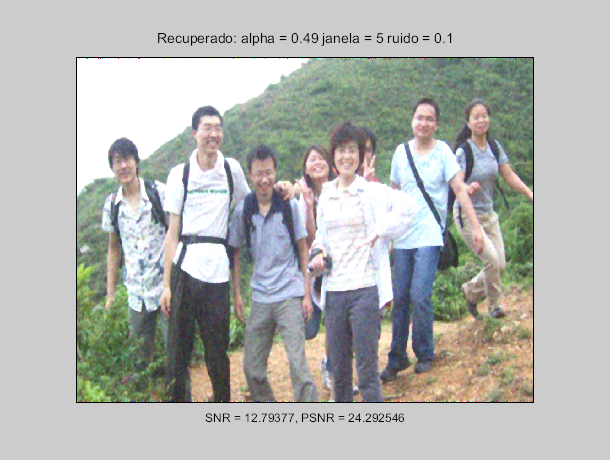 Recuperado: alpha = 0.49 janela = 5 ruido = 0.1
SNR = 12.79377, PSNR = 24.292546